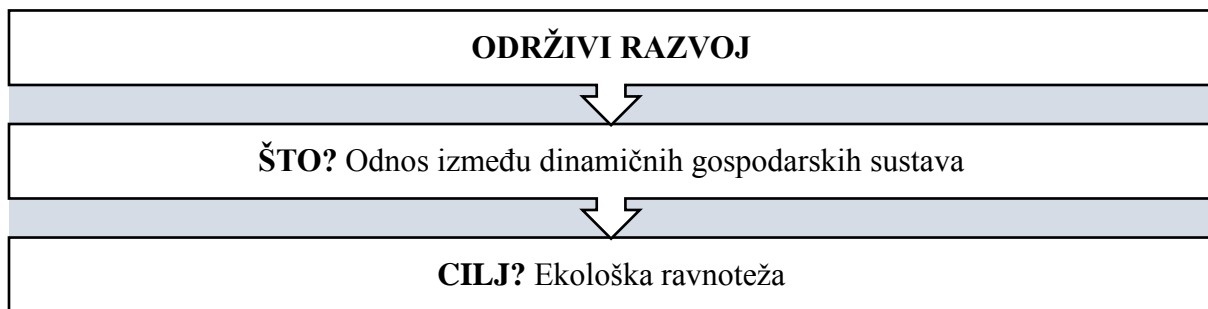 ODRŽIVI RAZVOJ
ŠTO? Odnos između dinamičnih gospodarskih sustava
CILJ? Ekološka ravnoteža